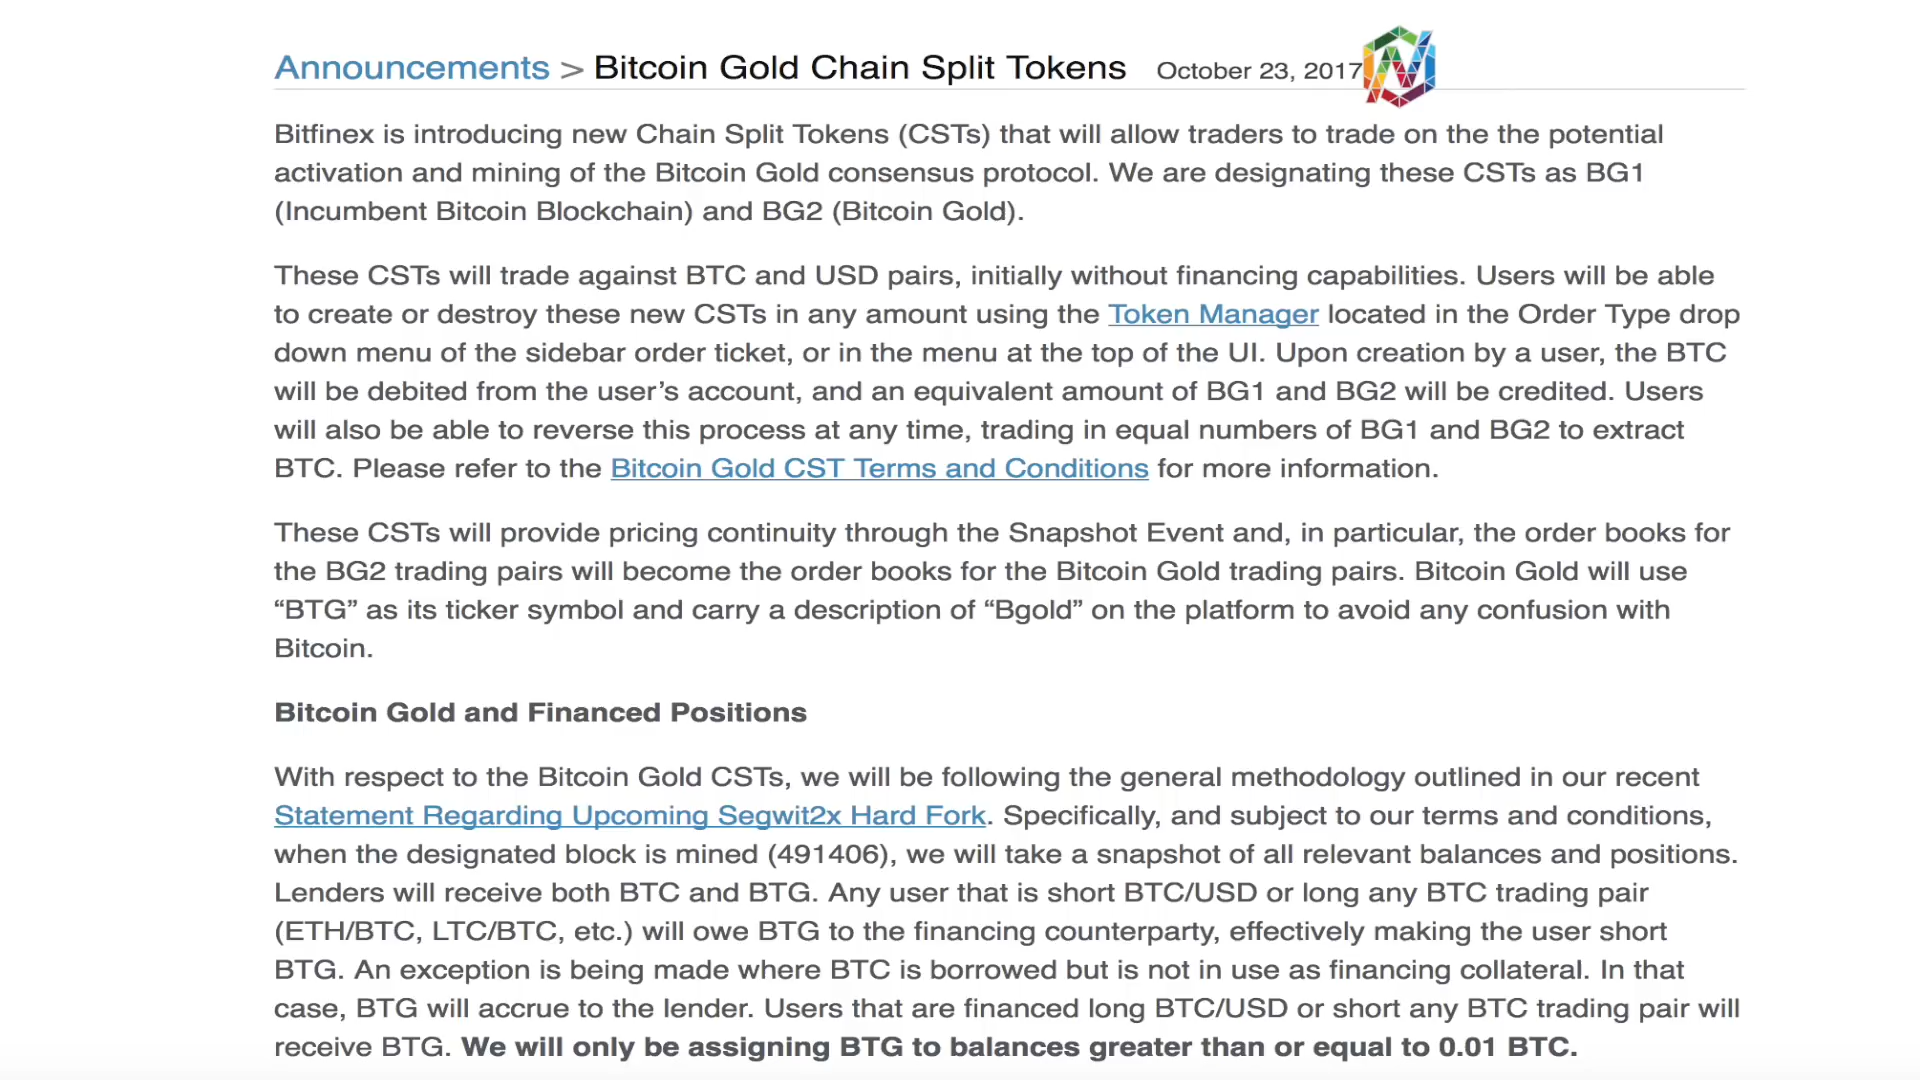 Announcements > Bitcoin Gold Chain Split Tokens October 23, 2017
Bitfinex is introducing new Chain Split Tokens (CSTs) that will allow traders to trade on the the potential
activation and mining of the Bitcoin Gold consensus protocol. We are designating these CSTs as BG1
(Incumbent Bitcoin Blockchain) and BG2 (Bitcoin Gold).
These CSTs will trade against BTC and USD pairs, initially without financing capabilities. Users will be able
to create or destroy these new CSTs in any amount using the Token Manager located in the Order Type drop
down menu of the sidebar order ticket, or in the menu at the top of the UI. Upon creation by a user, the BTC
will be debited from the user’s account, and an equivalent amount of BG1 and BG2 will be credited. Users
will also be able to reverse this process at any time, trading in equal numbers of BG1 and BG2 to extract
BTC. Please refer to the Bitcoin Gold CST Terms and Conditions for more information.
These CSTs will provide pricing continuity through the Snapshot Event and, in particular, the order books for
the BG2 trading pairs will become the order books for the Bitcoin Gold trading pairs. Bitcoin Gold will use
“BTG” as its ticker symbol and carry a description of “Bgold” on the platform to avoid any confusion with
Bitcoin.
Bitcoin Gold and Financed Positions
With respect to the Bitcoin Gold CSTs, we will be following the general methodology outlined in our recent
Statement Regarding Upcoming Segwit2x Hard Fork. Specifically, and subject to our terms and conditions,
when the designated block is mined (491406), we will take a snapshot of all relevant balances and positions.
Lenders will receive both BTC and BTG. Any user that is short BTC/USD or long any BTC trading pair
(ETH/BTC, LTC/BTC, etc.) will owe BTG to the financing counterparty, effectively making the user short
BTG. An exception is being made where BTC is borrowed but is not in use as financing collateral. In that
case, BTG will accrue to the lender. Users that are financed long BTC/USD or short any BTC trading pair will
receive BTG. We will only be assigning BTG to balances greater than or equal to 0.01 BTC.